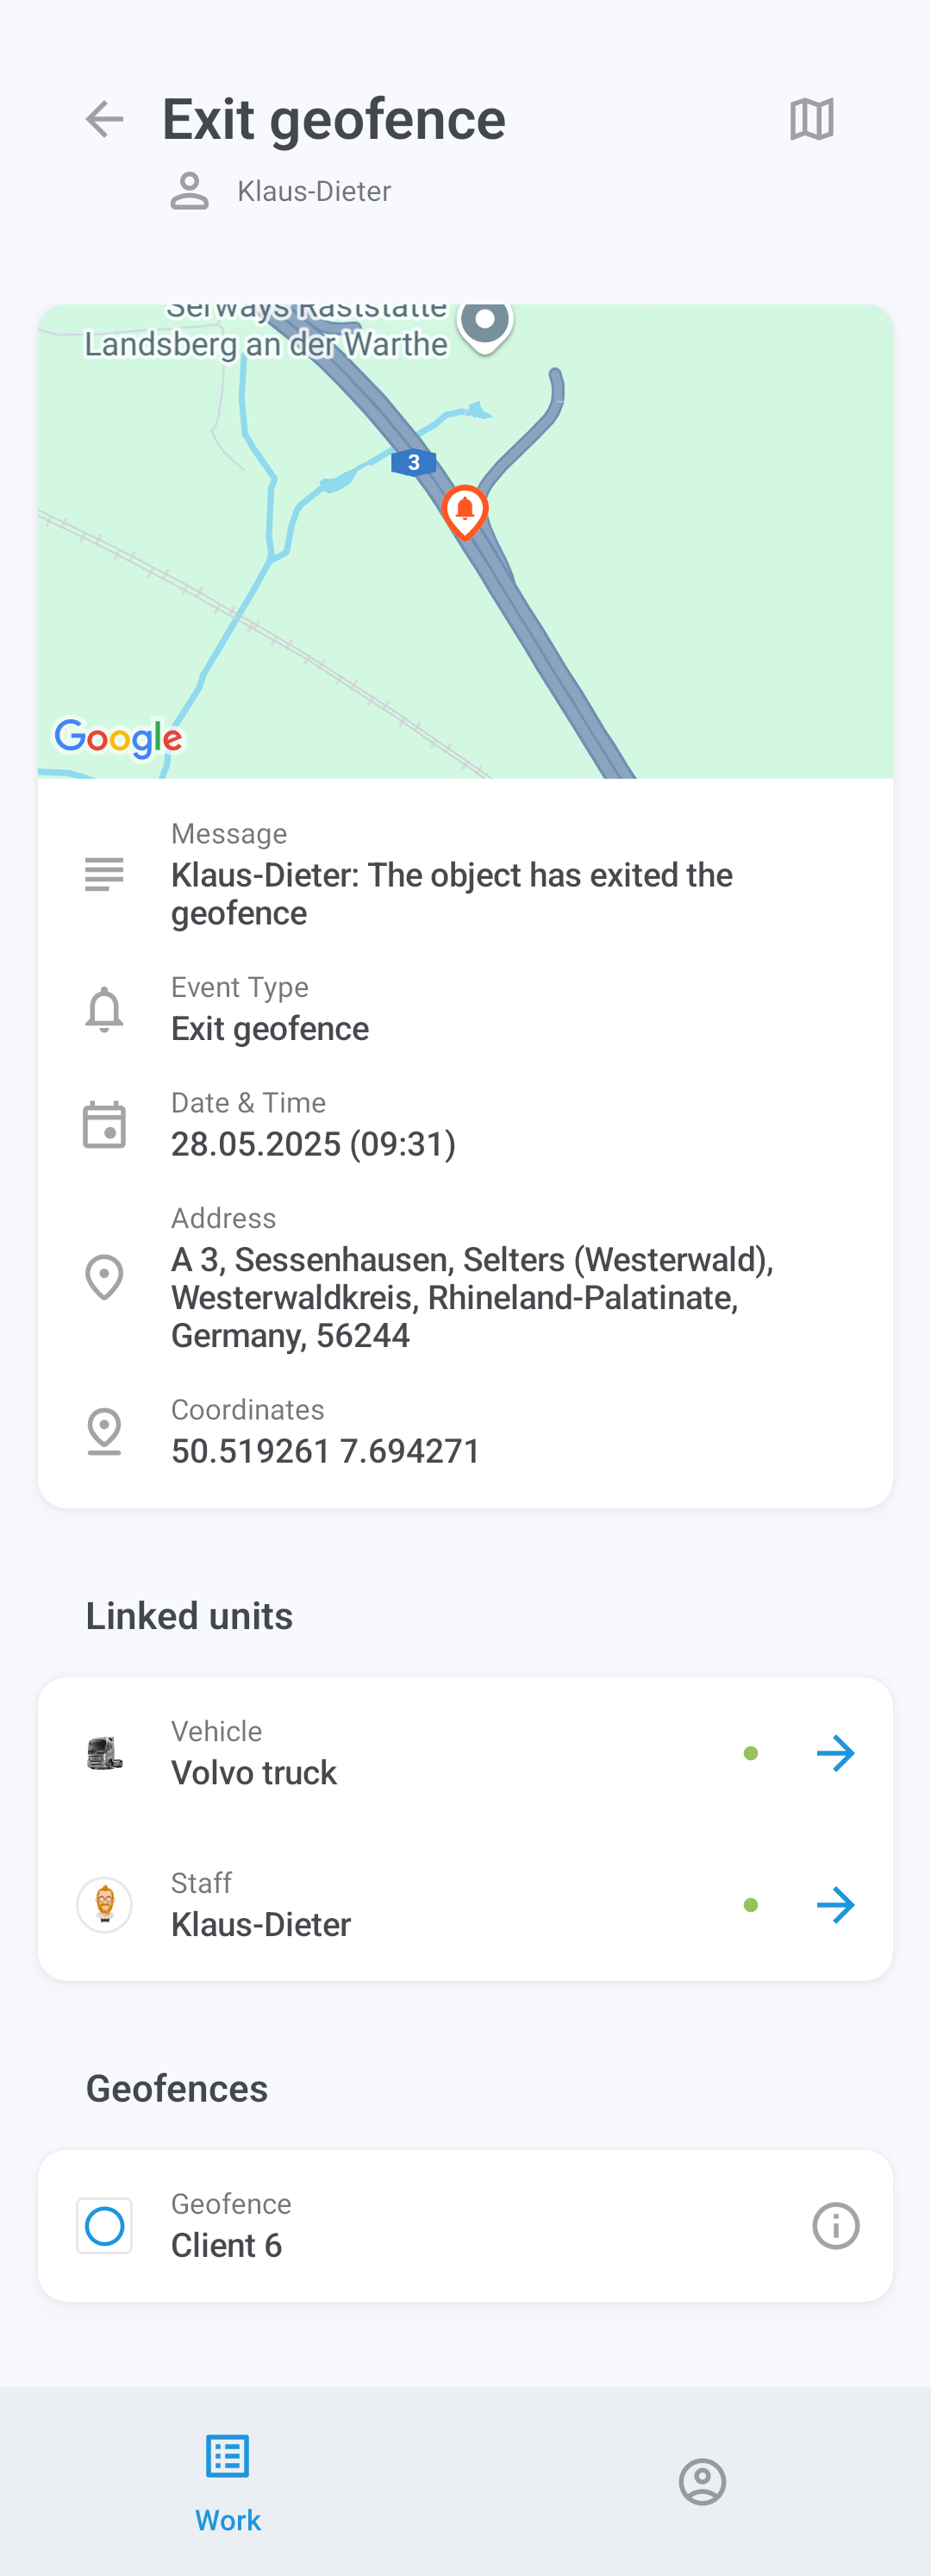 Exit geofence
Klaus-Dieter
Serways Raststätte
Landsberg an der Warthe
3
Google
Message
Klaus-Dieter: The object has exited the
geofence
Event Type
Exit geofence
Date & Time
28.05.2025 (09:31)
Address
A 3, Sessenhausen, Selters (Westerwald),
Westerwaldkreis, Rhineland-Palatinate,
Germany, 56244
Coordinates
50.519261 7.694271
Linked units
Vehicle
Volvo truck
Staff
Klaus-Dieter
Geofences
Geofence
Client 6
Work